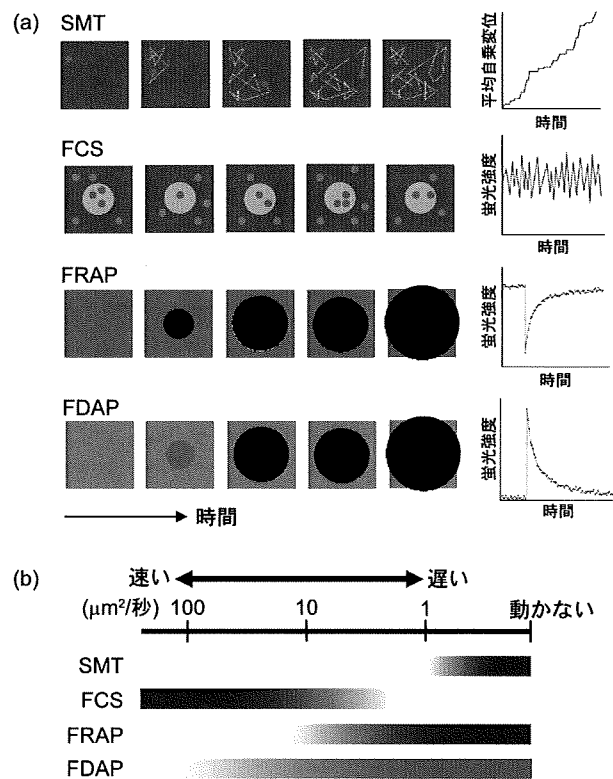 (a)
SMT
平均自乗変位
時間
FCS
蛍光強度
時間
FRAP
蛍光強度
時間
FDAP
蛍光強度
時間
時間
(b)
速い 遅い
(μm²/秒) 100 10 1 動かない
SMT
FCS
FRAP
FDAP